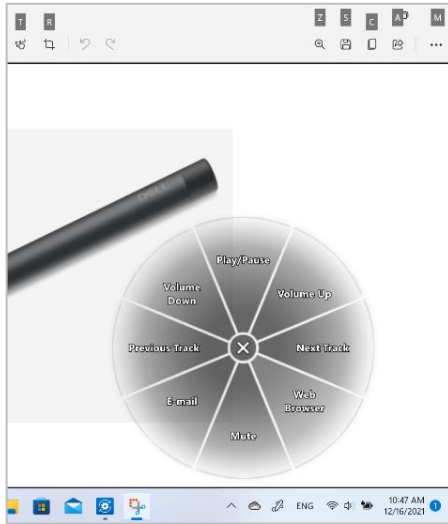 T R Z S C A M
DELL
Play/Pause
Volume
Down
Volume Up
Previous Track
Next Track
E-mail
Web
Browser
Mute
ENG
10:47 AM
12/16/2021
1